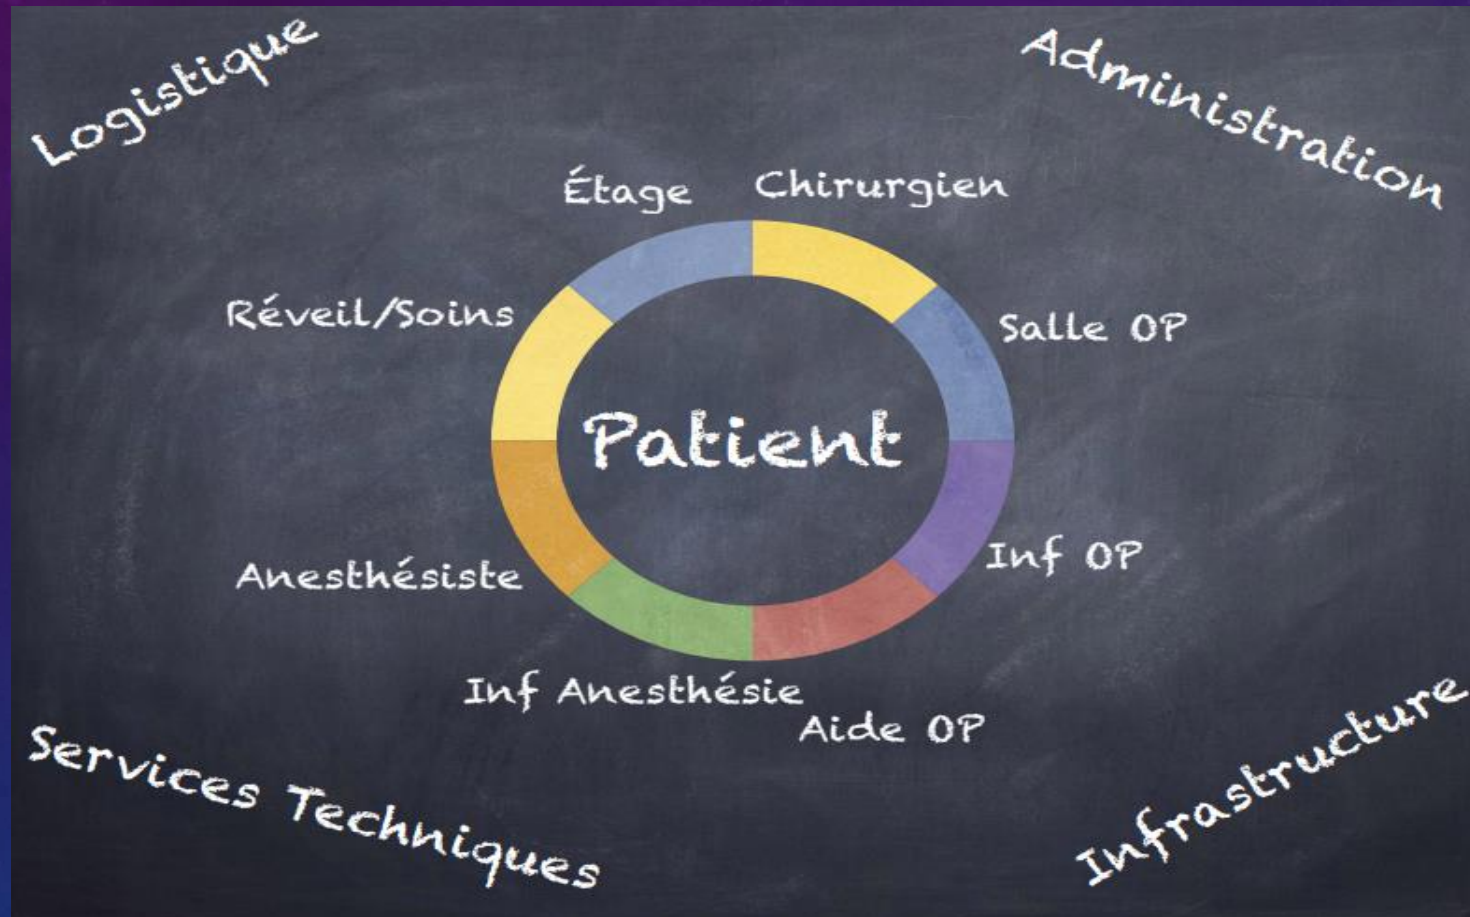 Logistique
Administration
Étage
Chirurgien
Réveil/Soins
Salle OP
Patient
Inf OP
Anesthésiste
Inf Anesthésie
Aide OP
Services Techniques
Infrastructure